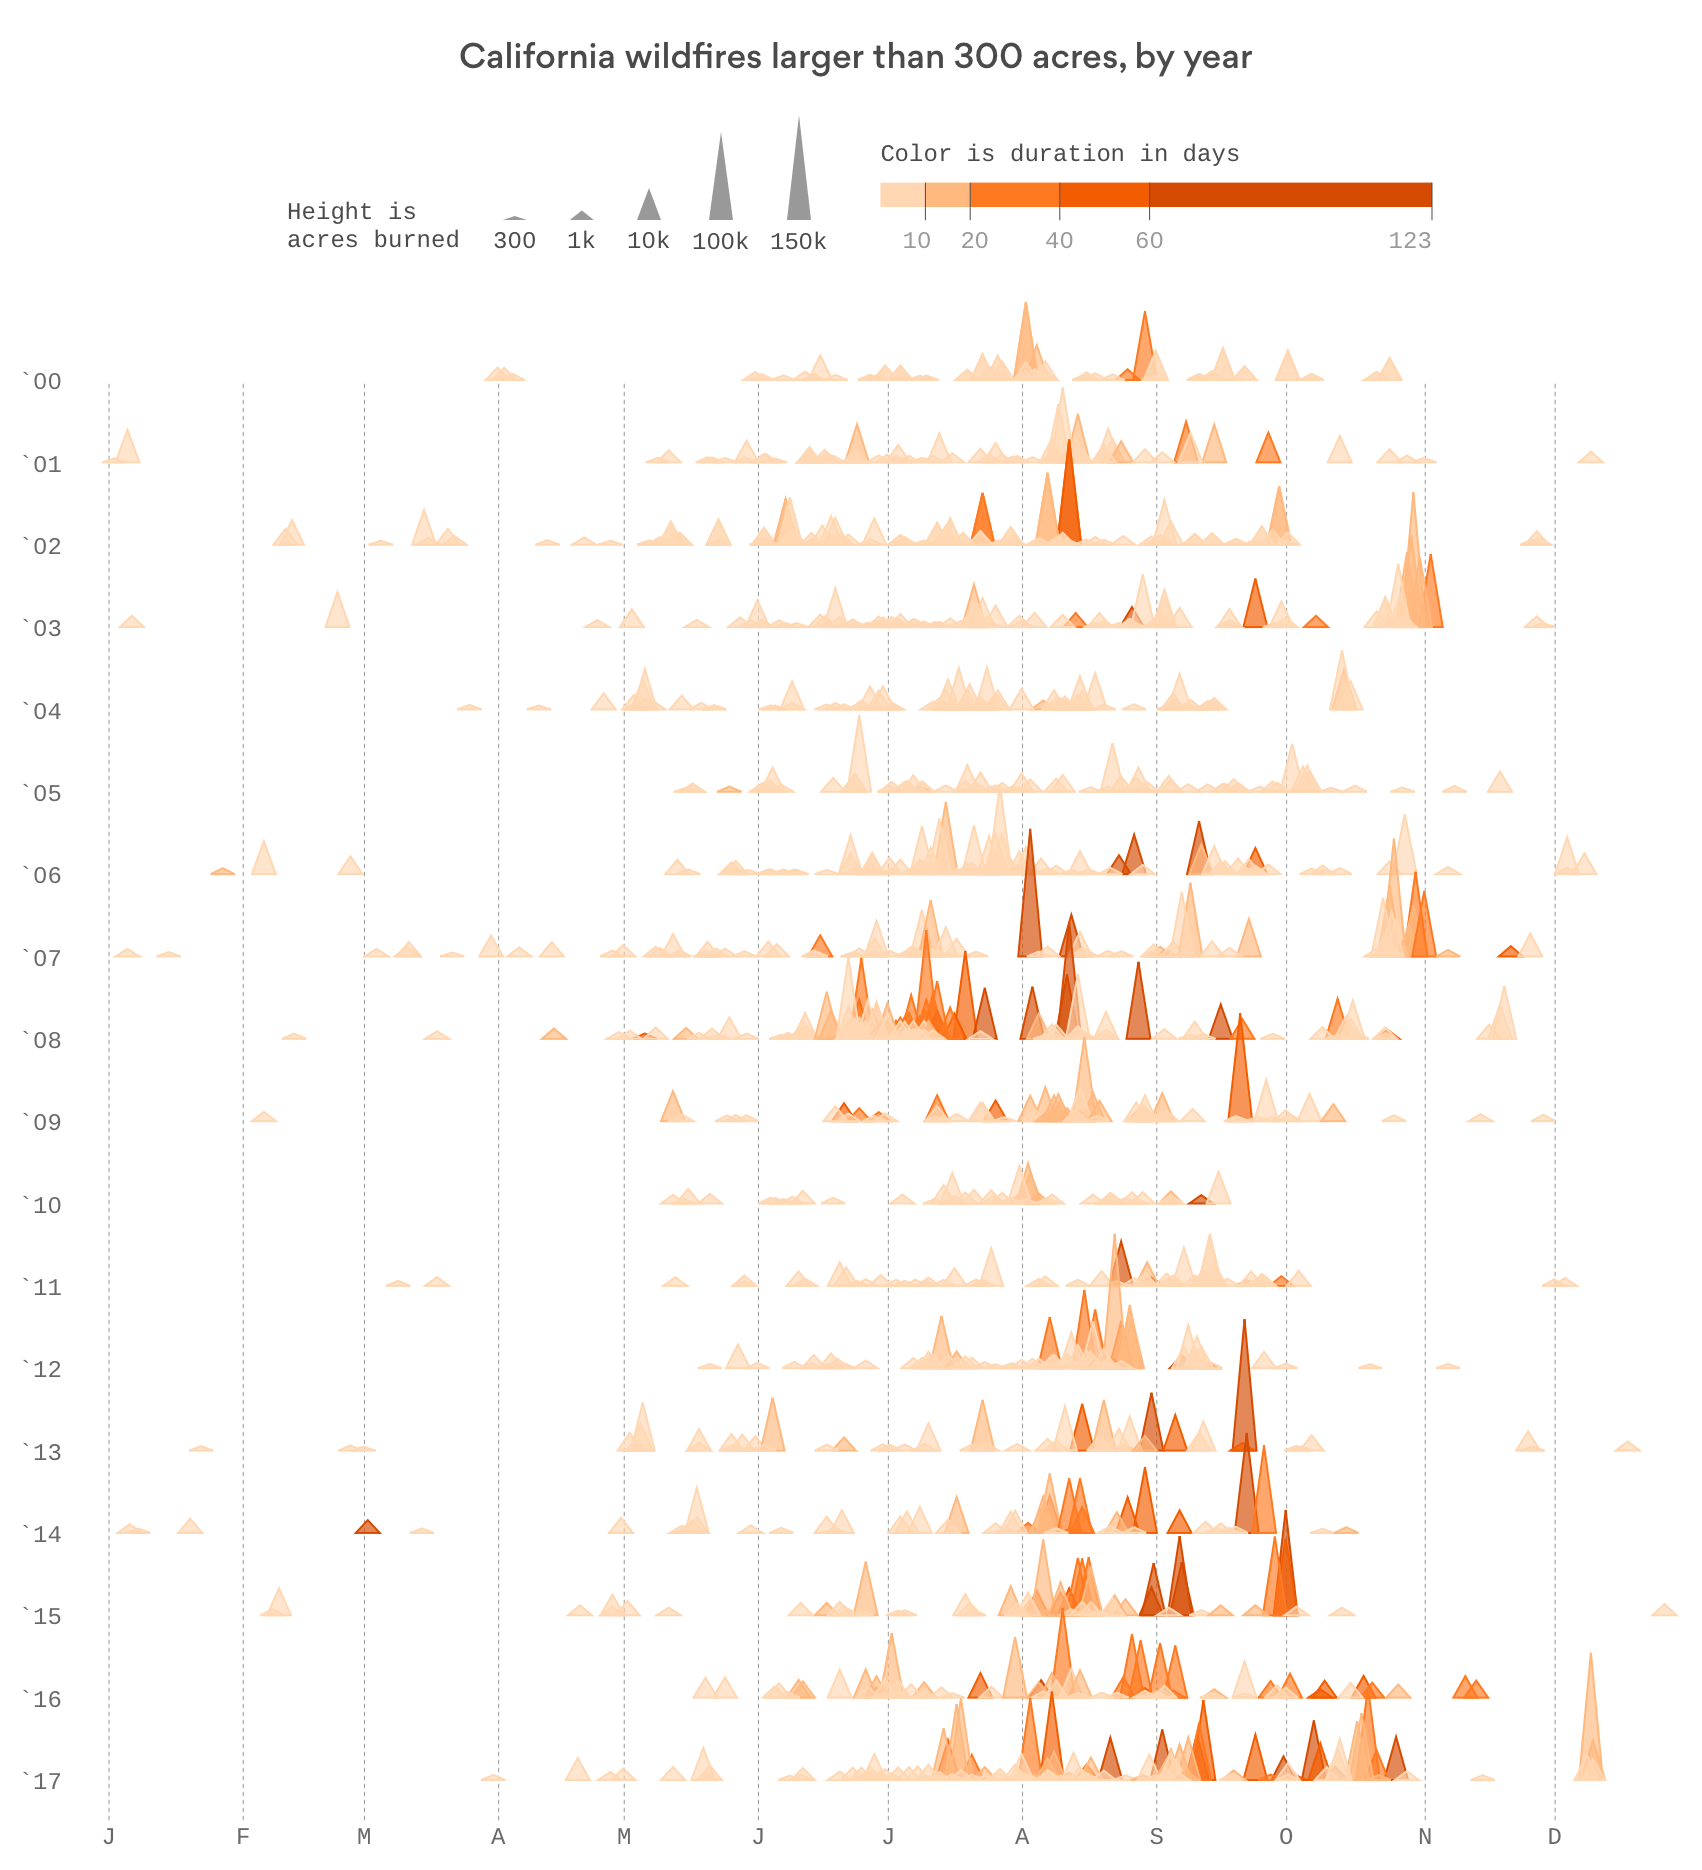 California wildfires larger than 300 acres, by year
Color is duration in days
Height is
acres burned
300 1k 10k 100k 150k
10 20 40 60 123
`00
`01
`02
`03
`04
`05
`06
`07
`08
`09
`10
`11
`12
`13
`14
`15
`16
`17
J F M A M J J A S O N D